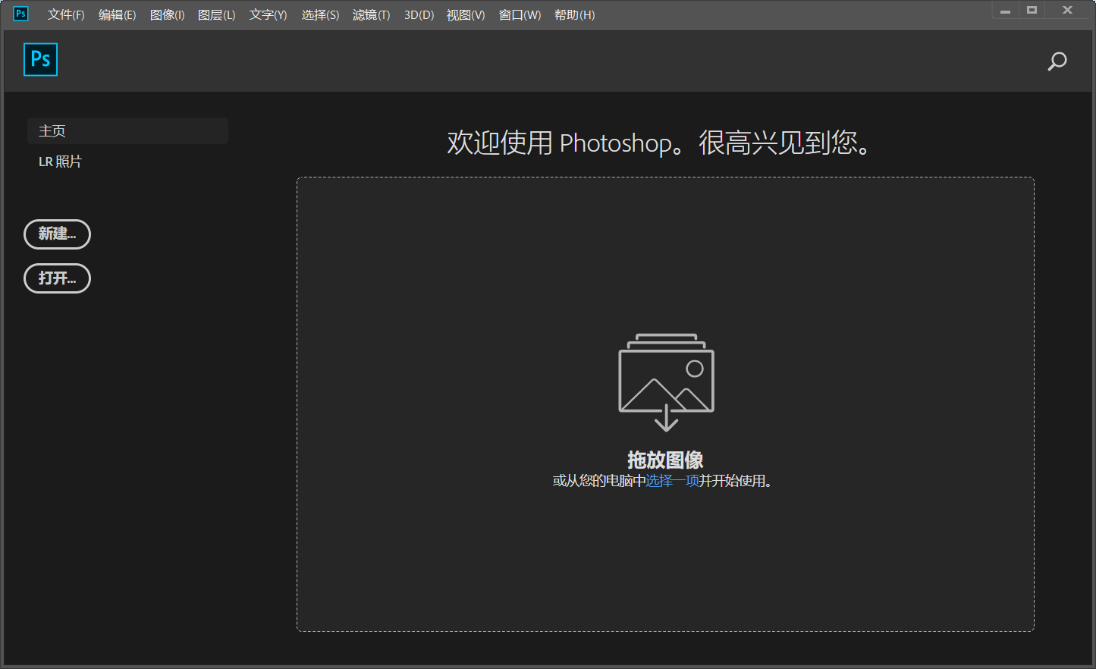 Ps 文件(F) 编辑(E) 图像(I) 图层(L) 文字(Y) 选择(S) 滤镜(T) 3D(D) 视图(V) 窗口(W) 帮助(H)
Ps
主页
LR 照片
新建...
打开...
欢迎使用 Photoshop。很高兴见到您。
拖放图像
或从您的电脑中选择一项并开始使用。